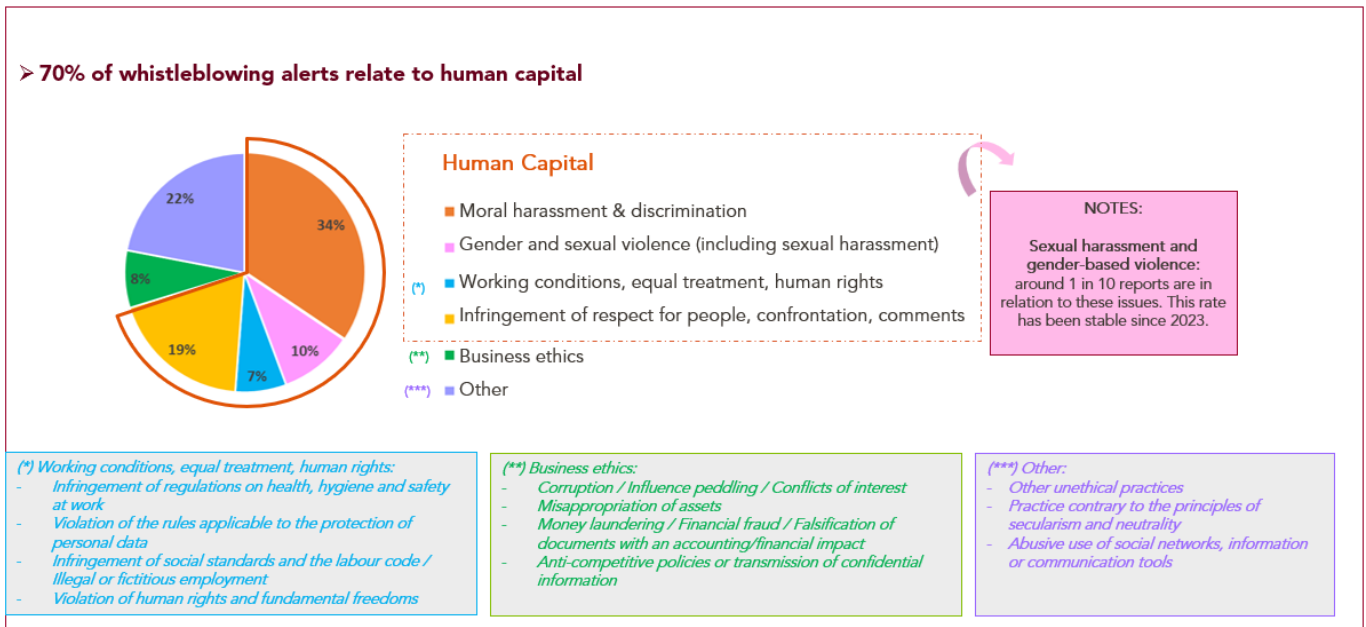 ➢ 70% of whistleblowing alerts relate to human capital
22%
34%
8%
19%
7%
10%
Human Capital
Moral harassment & discrimination
Gender and sexual violence (including sexual harassment)
(*) Working conditions, equal treatment, human rights
Infringement of respect for people, confrontation, comments
(**) Business ethics
(***) Other
NOTES:
Sexual harassment and
gender-based violence:
around 1 in 10 reports are in
relation to these issues. This rate
has been stable since 2023.
(*) Working conditions, equal treatment, human rights:
- Infringement of regulations on health, hygiene and safety
at work
- Violation of the rules applicable to the protection of
personal data
- Infringement of social standards and the labour code /
Illegal or fictitious employment
- Violation of human rights and fundamental freedoms
(**) Business ethics:
- Corruption / Influence peddling / Conflicts of interest
- Misappropriation of assets
- Money laundering / Financial fraud / Falsification of
documents with an accounting/financial impact
- Anti-competitive policies or transmission of confidential
information
(***) Other:
- Other unethical practices
- Practice contrary to the principles of
secularism and neutrality
- Abusive use of social networks, information
or communication tools